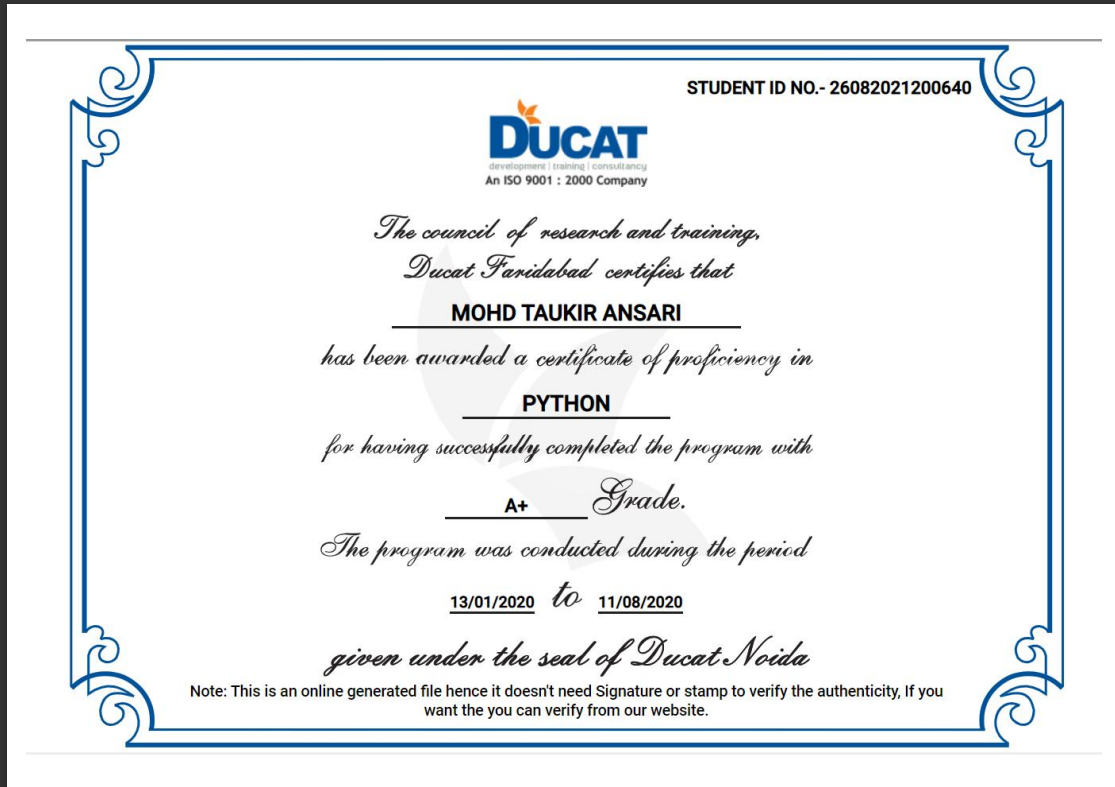 STUDENT ID NO.- 26082021200640
DUCAT
development | training | consultancy
An ISO 9001 : 2000 Company
The council of research and training,
Ducat Faridabad certifies that
MOHD TAUKIR ANSARI
has been awarded a certificate of proficiency in
PYTHON
for having successfully completed the program with
A+ Grade.
The program was conducted during the period
13/01/2020 to 11/08/2020
given under the seal of Ducat Noida
Note: This is an online generated file hence it doesn't need Signature or stamp to verify the authenticity, If you
want the you can verify from our website.